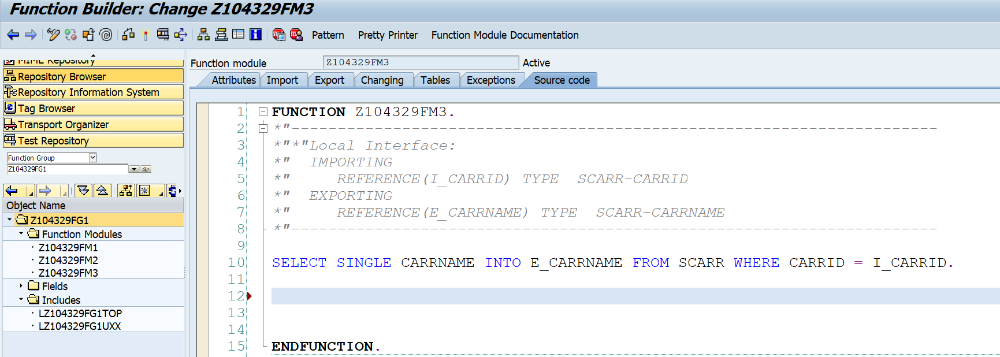 Function Builder: Change Z104329FM3
Pattern Pretty Printer Function Module Documentation
MIME Repository
Repository Browser
Repository Information System
Tag Browser
Transport Organizer
Test Repository
Function Group
Z104329FG1
Object Name
Z104329FG1
Function Modules
Z104329FM1
Z104329FM2
Z104329FM3
Fields
Includes
LZ104329FG1TOP
LZ104329FG1UXX
Function module Z104329FM3 Active
Attributes Import Export Changing Tables Exceptions Source code
1 FUNCTION Z104329FM3.
2 *"----------------------------------------------------------------------
3 *"*"Local Interface:
4 *" IMPORTING
5 *" REFERENCE(I_CARRID) TYPE SCARR-CARRID
6 *" EXPORTING
7 *" REFERENCE(E_CARRNAME) TYPE SCARR-CARRNAME
8 *"----------------------------------------------------------------------
9
10 SELECT SINGLE CARRNAME INTO E_CARRNAME FROM SCARR WHERE CARRID = I_CARRID.
11
12
13
14
15 ENDFUNCTION.